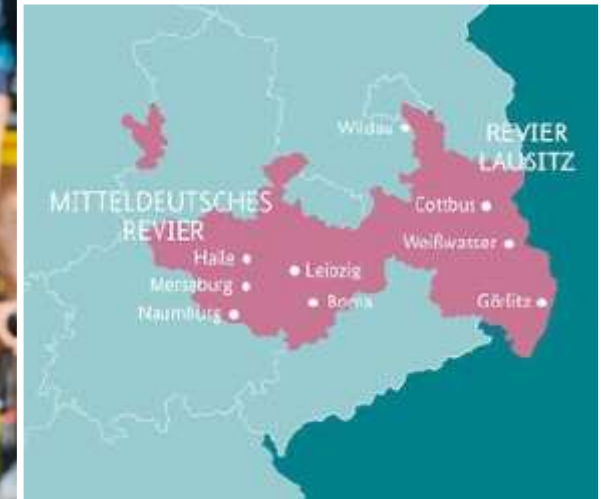 Wildau
REVIER
LAUSITZ
MITTELDEUTSCHES
REVIER
Cottbus
Weißwasser
Halle
Leipzig
Merseburg
Borna
Görlitz
Naumburg